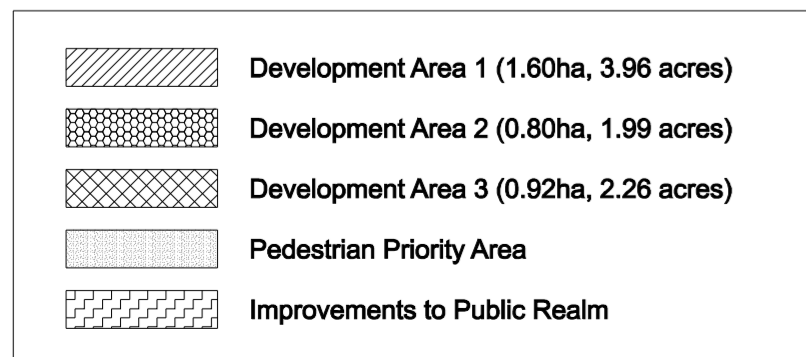 Development Area 1 (1.60ha, 3.96 acres)
Development Area 2 (0.80ha, 1.99 acres)
Development Area 3 (0.92ha, 2.26 acres)
Pedestrian Priority Area
Improvements to Public Realm